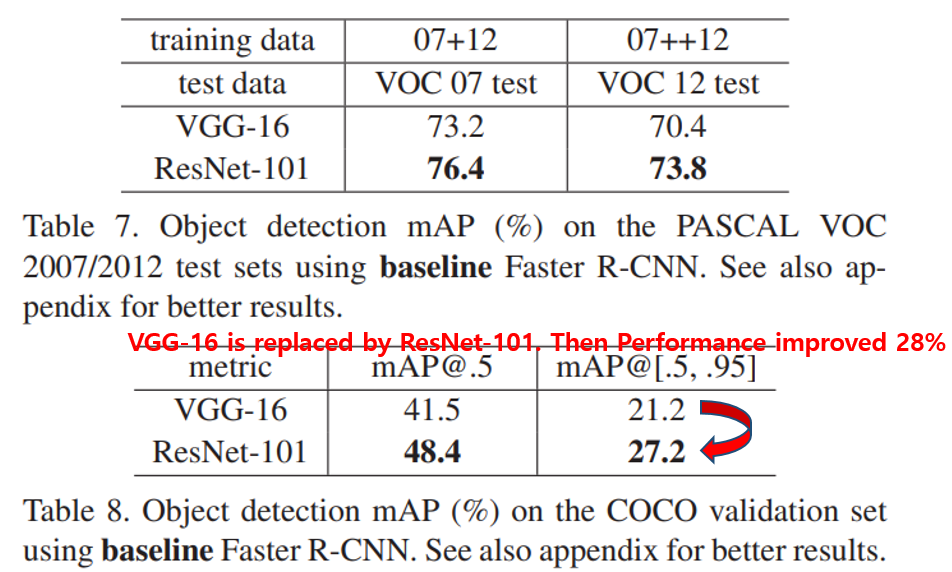 training data 07+12 07++12
test data VOC 07 test VOC 12 test
VGG-16 73.2 70.4
ResNet-101 76.4 73.8
Table 7. Object detection mAP (%) on the PASCAL VOC
2007/2012 test sets using baseline Faster R-CNN. See also ap-
pendix for better results.
VGG-16 is replaced by ResNet-101. Then Performance improved 28%
metric mAP@.5 mAP@[.5, .95]
VGG-16 41.5 21.2
ResNet-101 48.4 27.2
Table 8. Object detection mAP (%) on the COCO validation set
using baseline Faster R-CNN. See also appendix for better results.